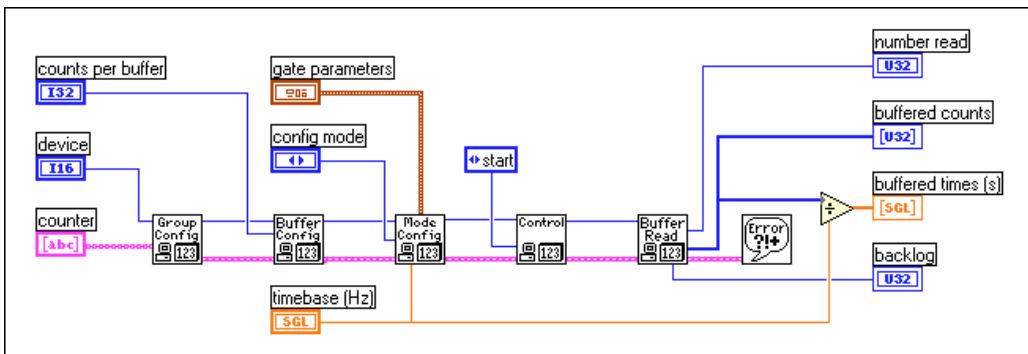 counts per buffer
I32
device
I16
counter
[abc]
gate parameters
config mode
start
Group
Config
123
Buffer
Config
123
Mode
Config
123
Control
123
Buffer
Read
123
Error
?!+
timebase (Hz)
SGL
÷
number read
U32
buffered counts
[U32]
buffered times (s)
[SGL]
backlog
U32